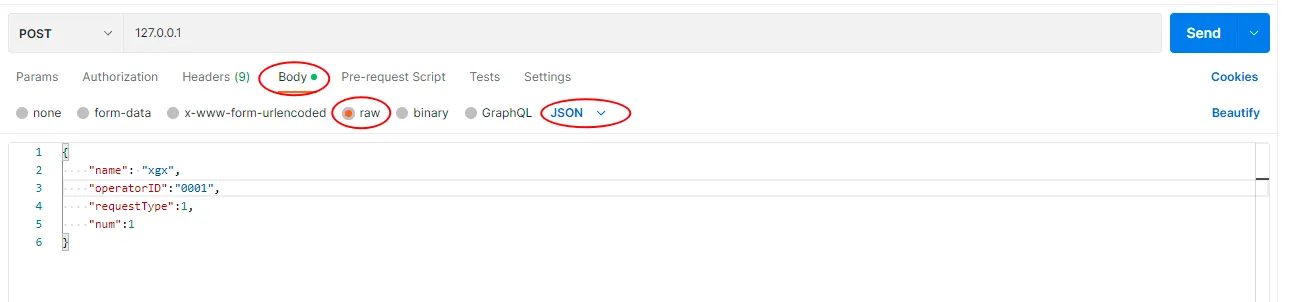 POST 127.0.0.1 Send
Params Authorization Headers (9) Body Pre-request Script Tests Settings Cookies
none form-data x-www-form-urlencoded raw binary GraphQL JSON Beautify
1 {
2 "name": "xgx",
3 "operatorID":"0001",
4 "requestType":1,
5 "num":1
6 }